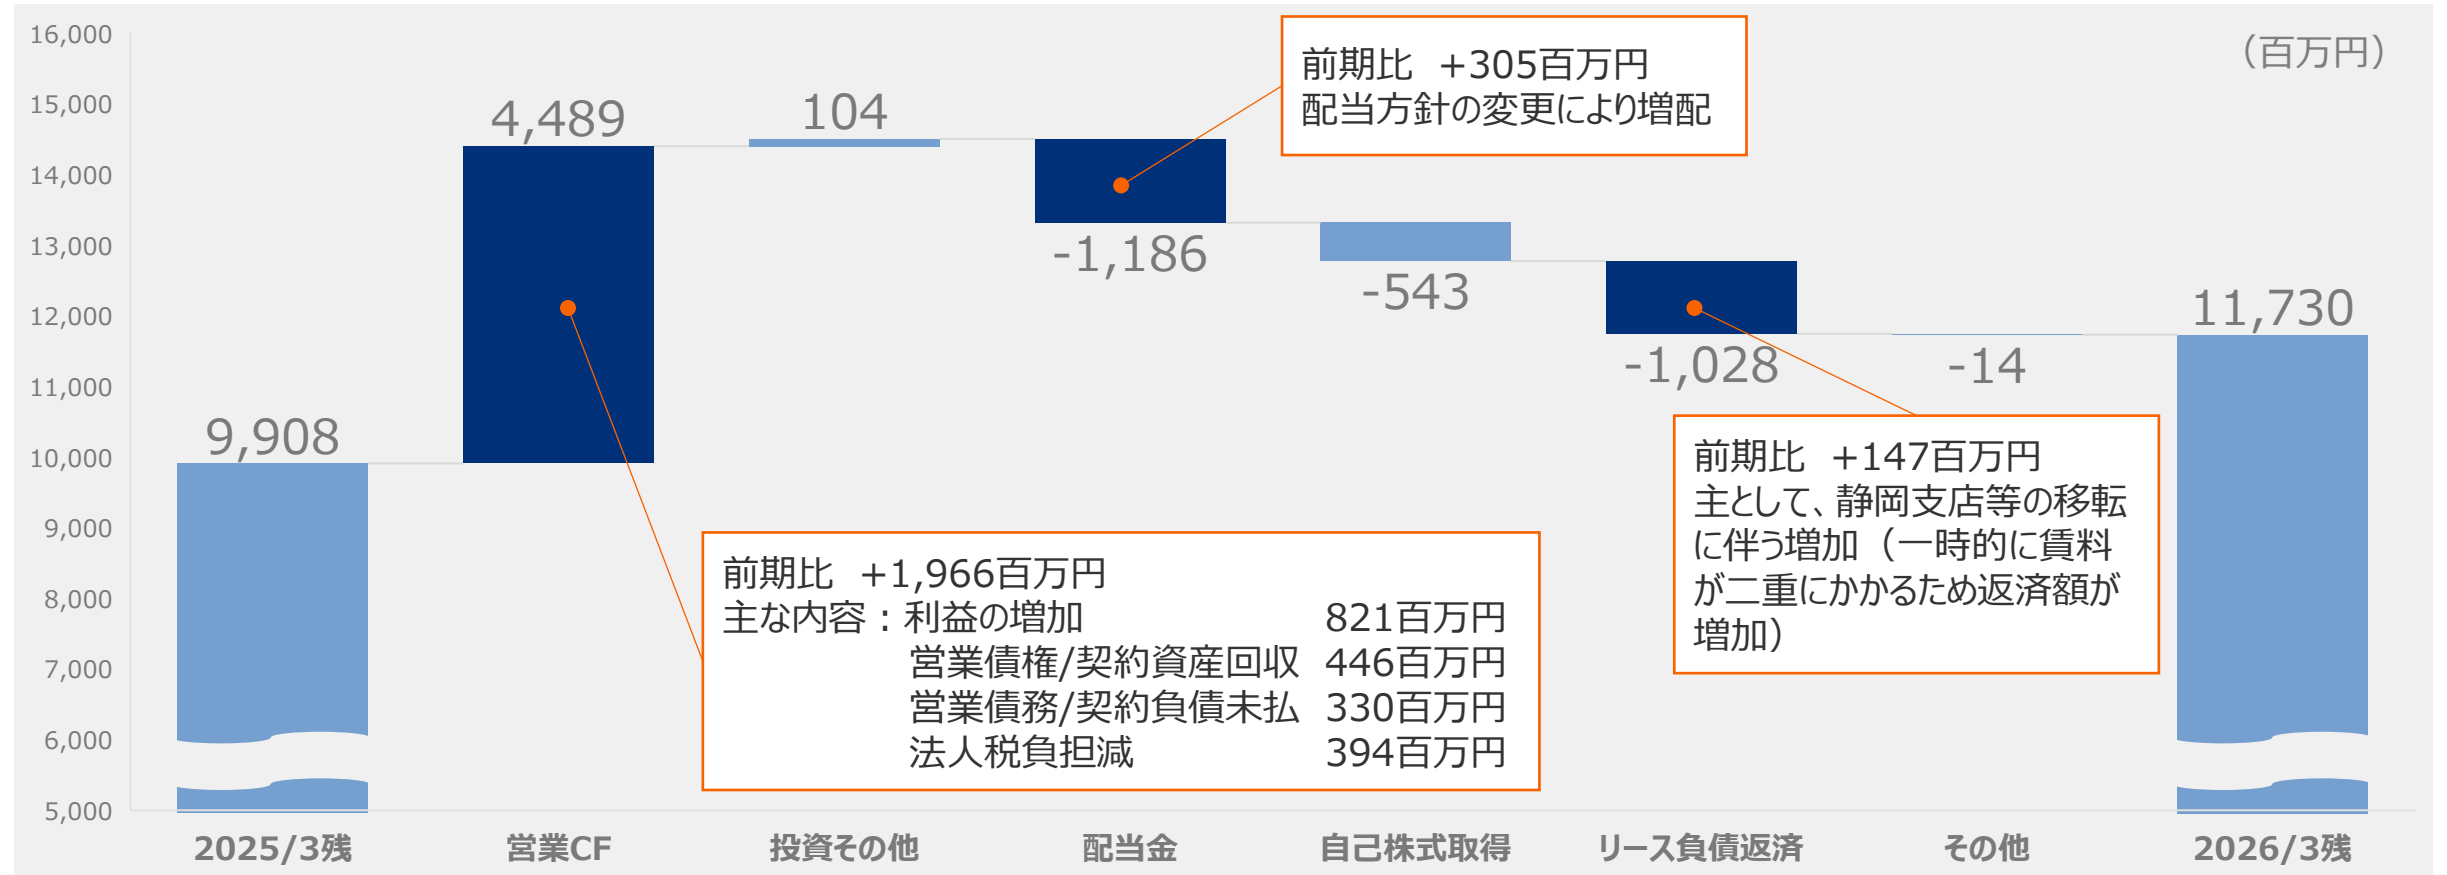 （百万円）
16,000
15,000
14,000
13,000
12,000
11,000
10,000
9,000
8,000
7,000
6,000
5,000
9,908
4,489
104
-1,186
-543
-1,028
-14
11,730
前期比　+305百万円
配当方針の変更により増配
前期比　+1,966百万円
主な内容：利益の増加 821百万円
営業債権/契約資産回収 446百万円
営業債務/契約負債未払 330百万円
法人税負担減 394百万円
前期比　+147百万円
主として、静岡支店等の移転
に伴う増加（一時的に賃料
が二重にかかるため返済額が
増加）
2025/3残
営業CF
投資その他
配当金
自己株式取得
リース負債返済
その他
2026/3残